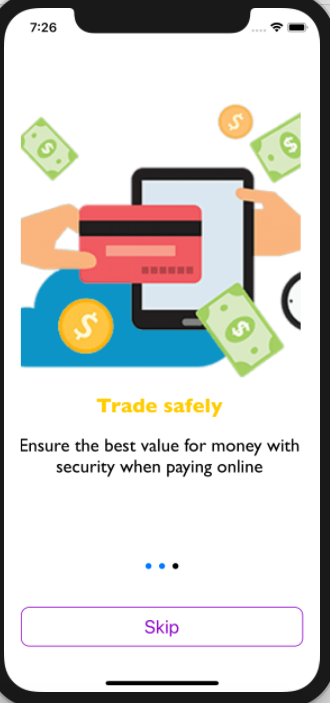 7:26
$
$
$
$
$
Trade safely
Ensure the best value for money with
security when paying online
Skip